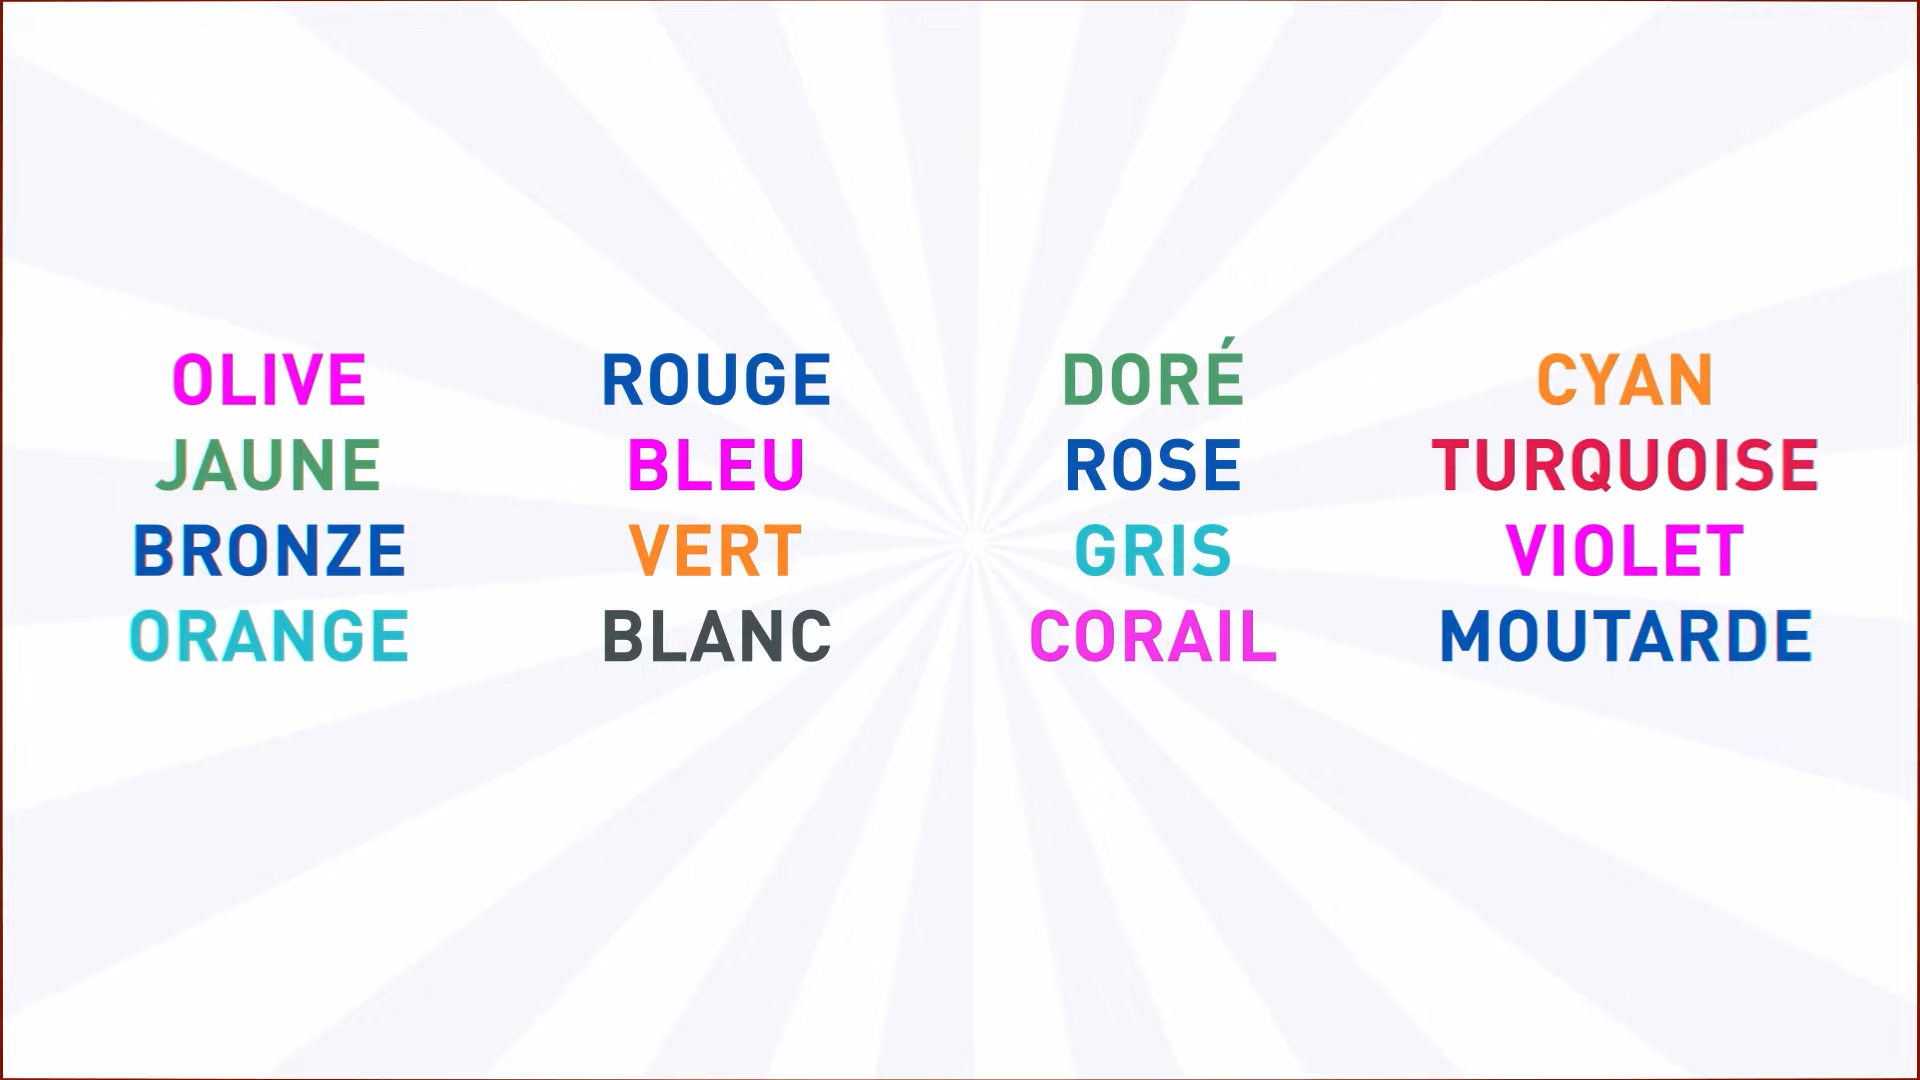 OLIVE
JAUNE
BRONZE
ORANGE
ROUGE
BLEU
VERT
BLANC
DORÉ
ROSE
GRIS
CORAIL
CYAN
TURQUOISE
VIOLET
MOUTARDE